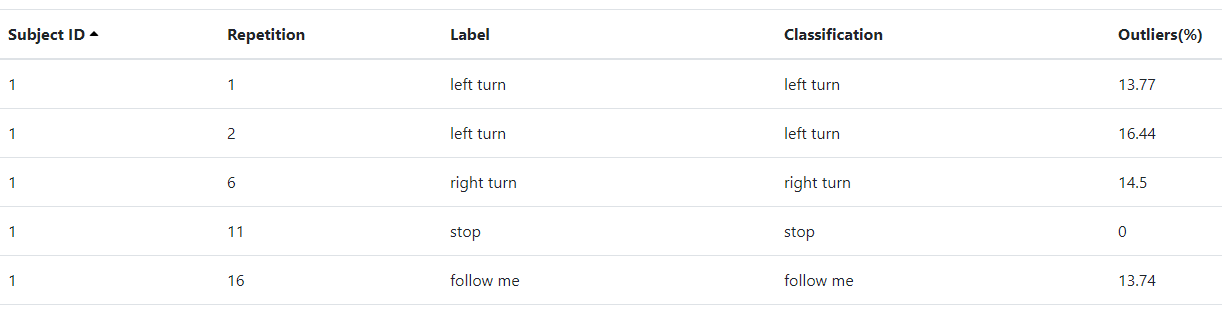 Subject ID Repetition Label Classification Outliers(%)
1 1 left turn left turn 13.77
1 2 left turn left turn 16.44
1 6 right turn right turn 14.5
1 11 stop stop 0
1 16 follow me follow me 13.74